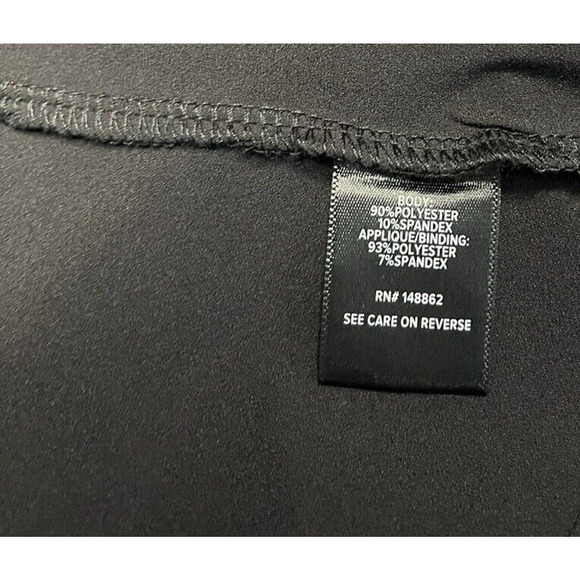 BODY:
90%POLYESTER
10%SPANDEX
APPLIQUE/BINDING:
93%POLYESTER
7%SPANDEX
RN# 148862
SEE CARE ON REVERSE